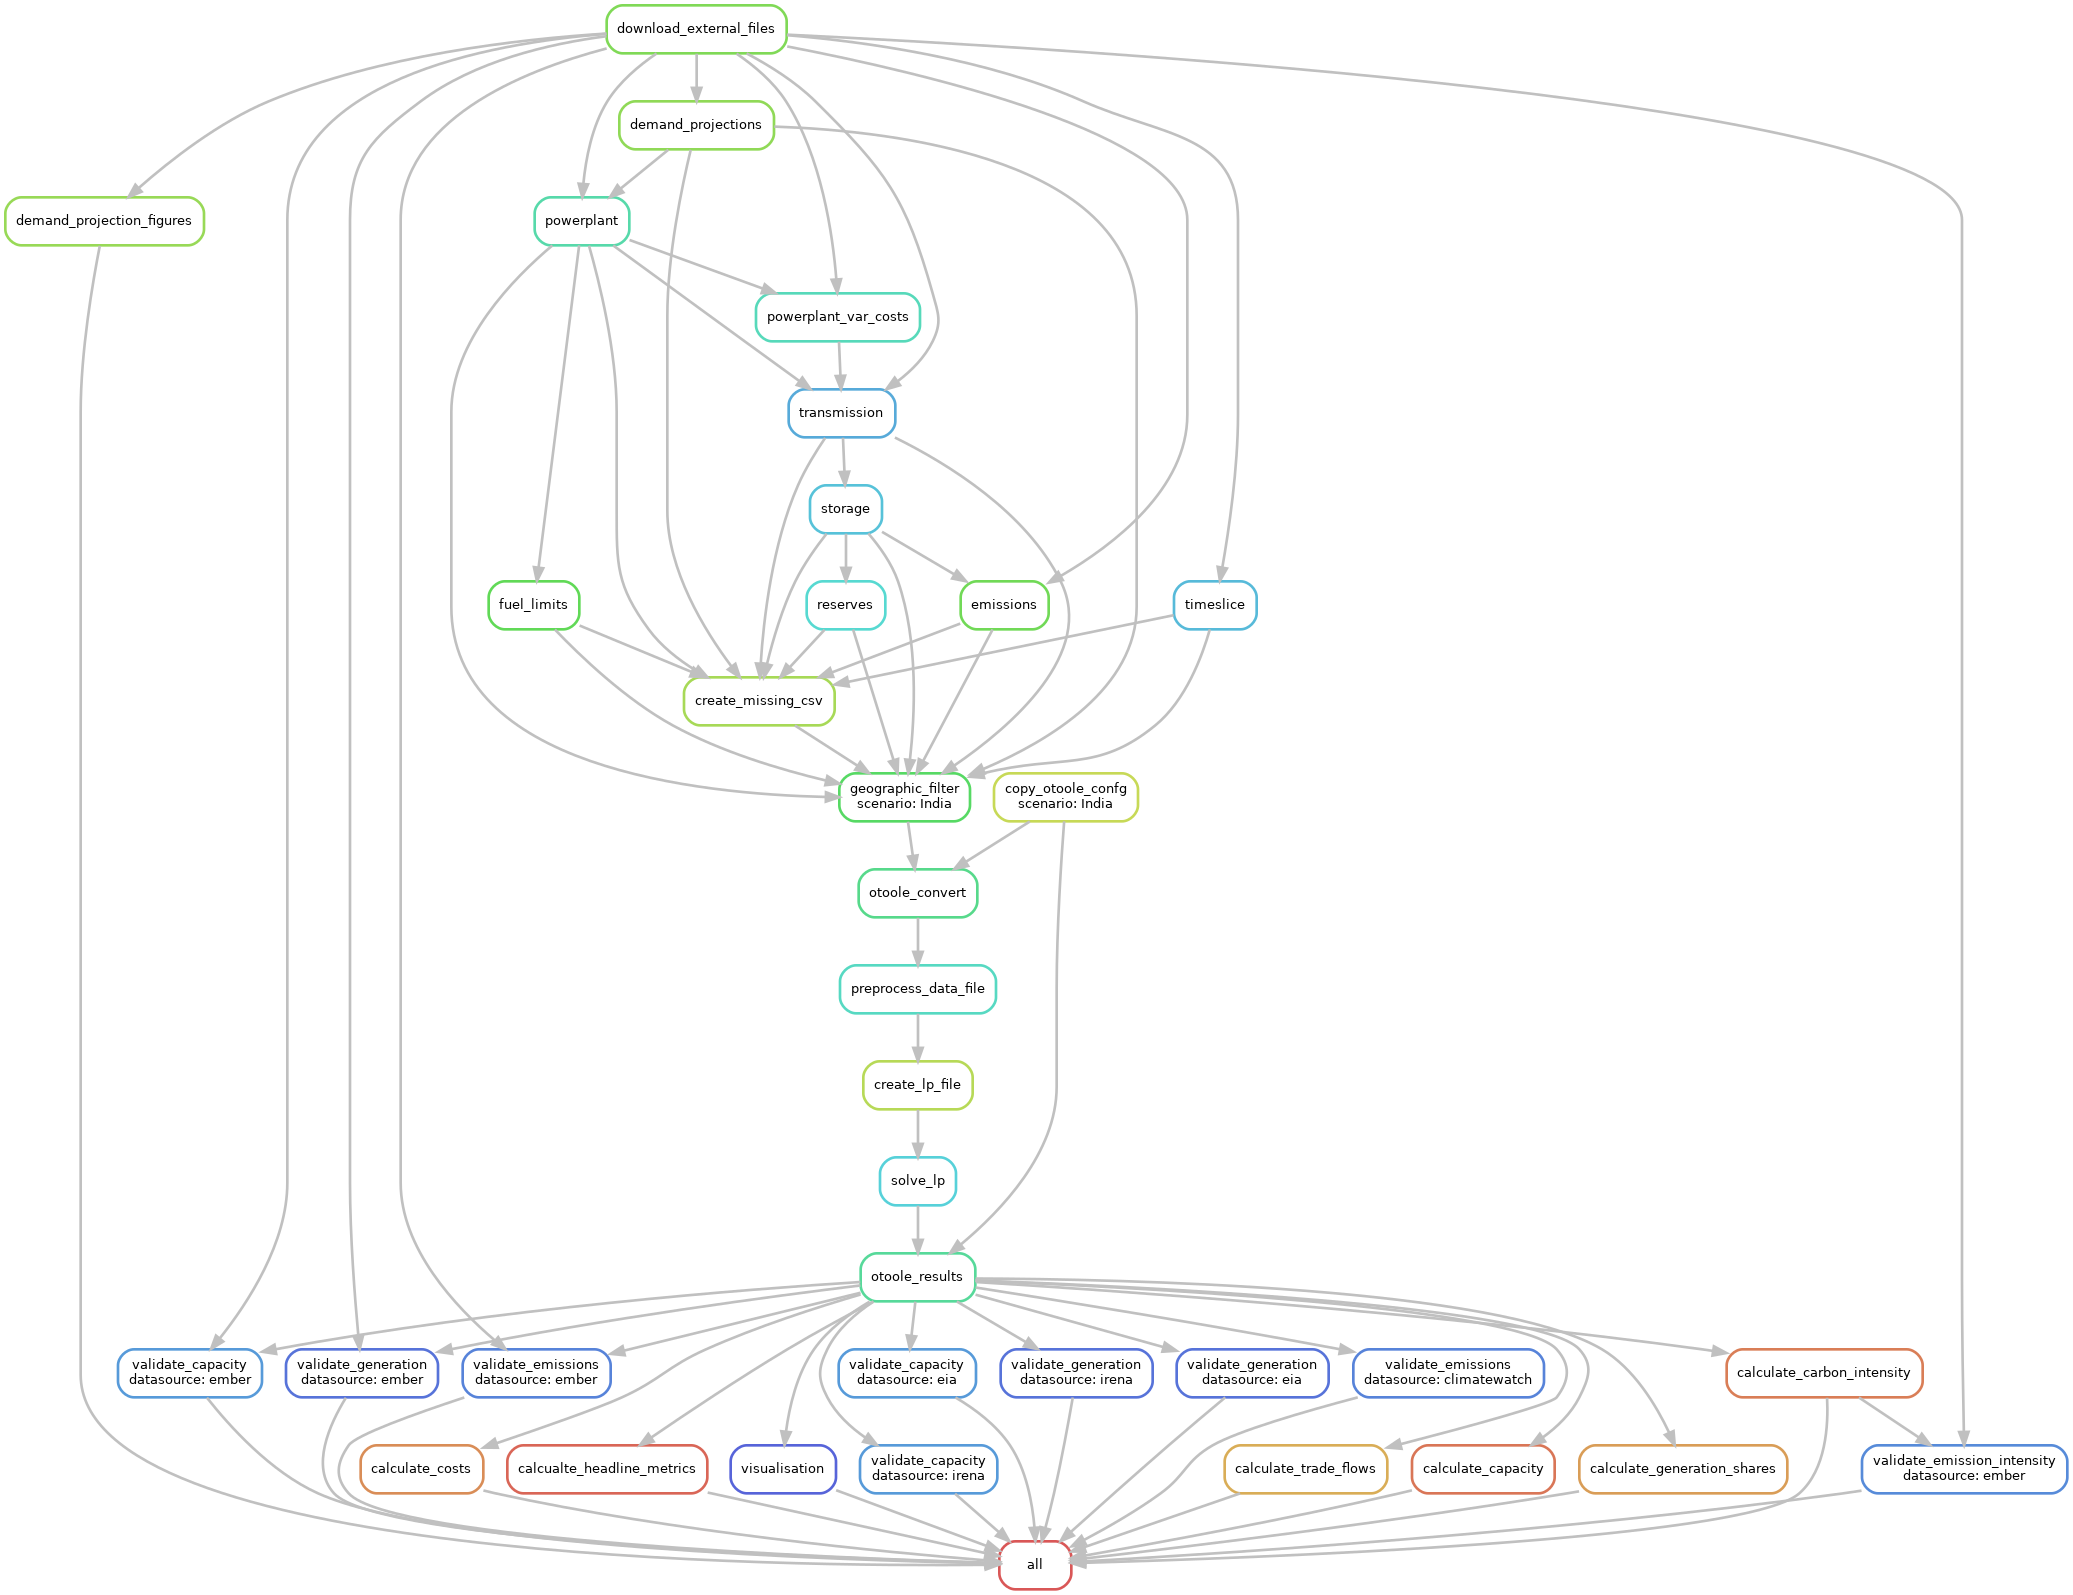 download_external_files
demand_projections
demand_projection_figures
powerplant
powerplant_var_costs
transmission
storage
fuel_limits
reserves
emissions
timeslice
create_missing_csv
geographic_filter
scenario: India
copy_otoole_confg
scenario: India
otoole_convert
preprocess_data_file
create_lp_file
solve_lp
otoole_results
validate_capacity
datasource: ember
validate_generation
datasource: ember
validate_emissions
datasource: ember
validate_capacity
datasource: eia
validate_generation
datasource: irena
validate_generation
datasource: eia
validate_emissions
datasource: climatewatch
calculate_carbon_intensity
calculate_costs
calcualte_headline_metrics
visualisation
validate_capacity
datasource: irena
calculate_trade_flows
calculate_capacity
calculate_generation_shares
validate_emission_intensity
datasource: ember
all